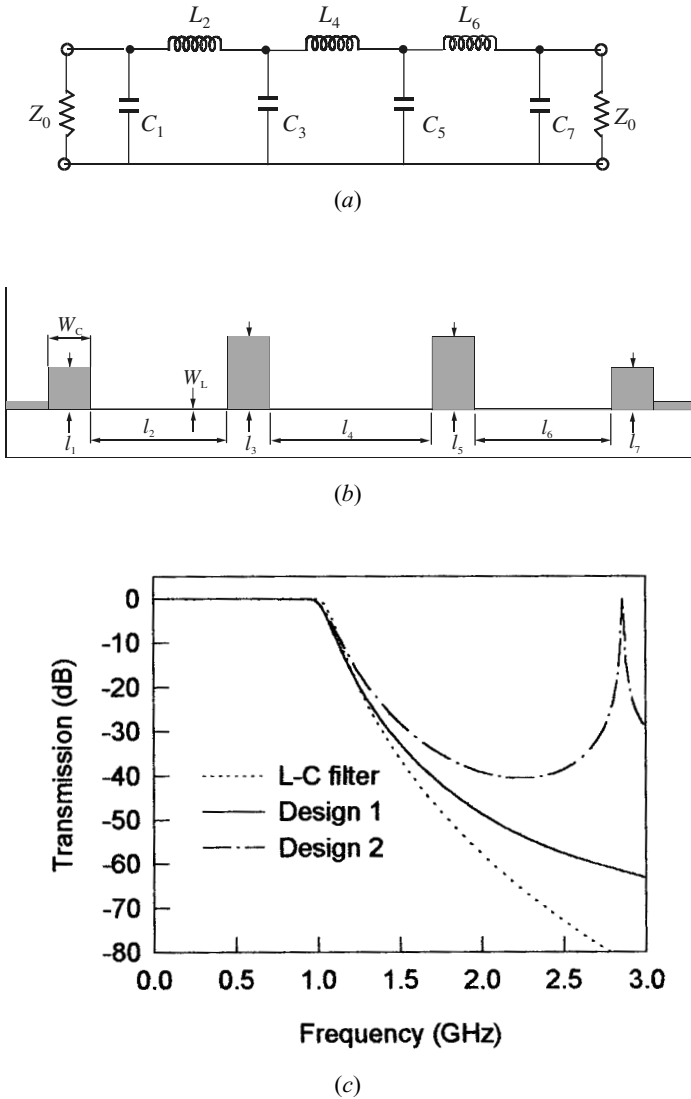 L₂ L₄ L₆
Z₀ C₁ C₃ C₅ C₇ Z₀
(a)
W_C
W_L
l₁ l₂ l₃ l₄ l₅ l₆ l₇
(b)
0
-10
-20
-30
-40
-50
-60
-70
-80
Transmission (dB)
L-C filter
Design 1
Design 2
0.0 0.5 1.0 1.5 2.0 2.5 3.0
Frequency (GHz)
(c)